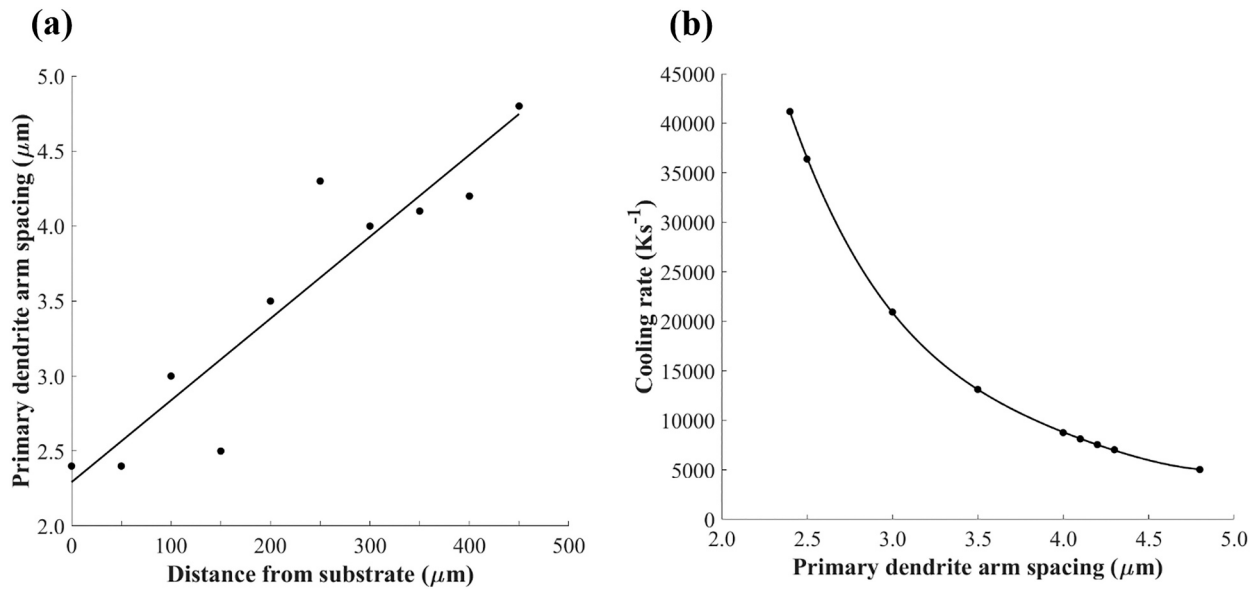 (a)
Primary dendrite arm spacing (μm)
5.0
4.5
4.0
3.5
3.0
2.5
2.0
0 100 200 300 400 500
Distance from substrate (μm)
(b)
Cooling rate (Ks⁻¹)
45000
40000
35000
30000
25000
20000
15000
10000
5000
0
2.0 2.5 3.0 3.5 4.0 4.5 5.0
Primary dendrite arm spacing (μm)